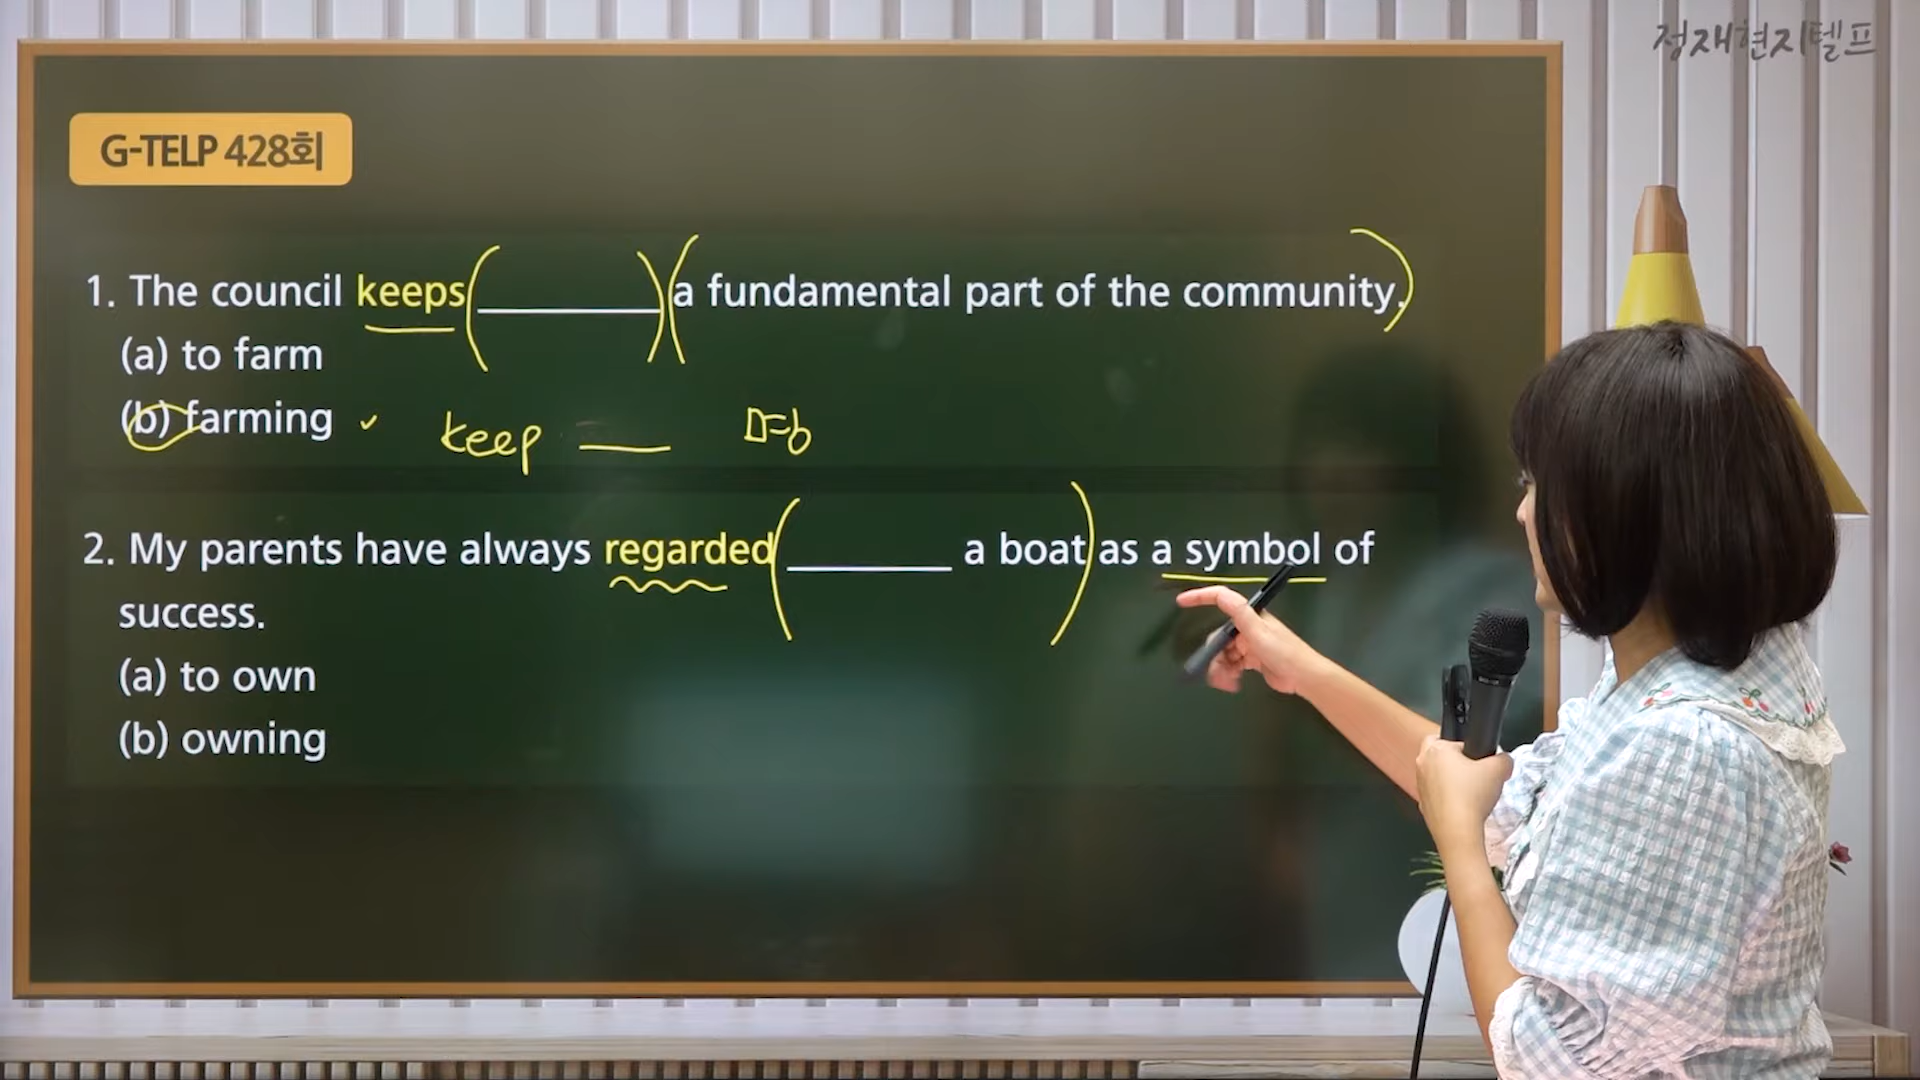 정재현지텔프
G-TELP 428회
1. The council keeps ________ a fundamental part of the community.
(a) to farm
(b) farming
keep ___
2. My parents have always regarded ________ a boat as a symbol of
success.
(a) to own
(b) owning